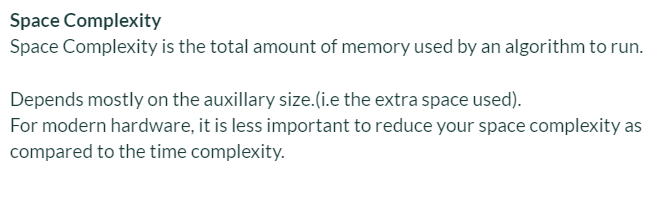 Space Complexity
Space Complexity is the total amount of memory used by an algorithm to run.
Depends mostly on the auxillary size.(i.e the extra space used).
For modern hardware, it is less important to reduce your space complexity as
compared to the time complexity.